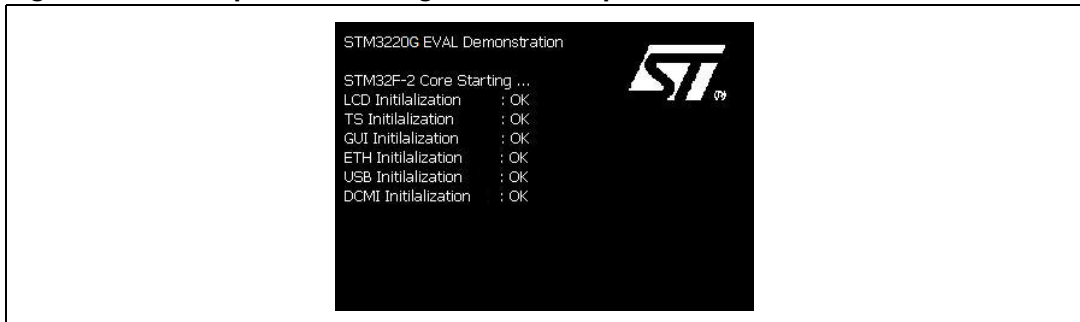 STM3220G EVAL Demonstration
STM32F-2 Core Starting ...
LCD Initilalization : OK
TS Initilalization : OK
GUI Initilalization : OK
ETH Initilalization : OK
USB Initilalization : OK
DCMI Initilalization : OK
ST